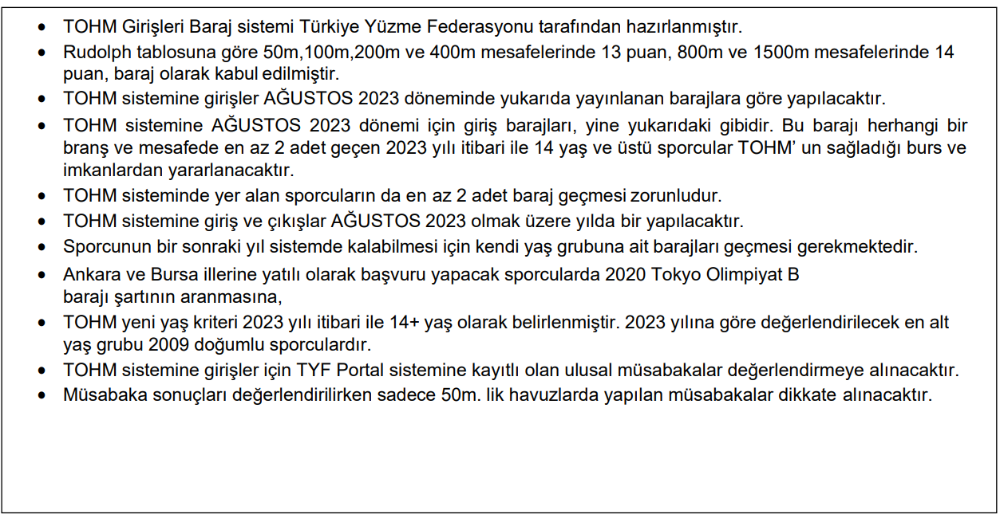 • TOHM Girişleri Baraj sistemi Türkiye Yüzme Federasyonu tarafından hazırlanmıştır.
• Rudolph tablosuna göre 50m,100m,200m ve 400m mesafelerinde 13 puan, 800m ve 1500m mesafelerinde 14
puan, baraj olarak kabul edilmiştir.
• TOHM sistemine girişler AĞUSTOS 2023 döneminde yukarıda yayınlanan barajlara göre yapılacaktır.
• TOHM sistemine AĞUSTOS 2023 dönemi için giriş barajları, yine yukarıdaki gibidir. Bu barajı herhangi bir
branş ve mesafede en az 2 adet geçen 2023 yılı itibari ile 14 yaş ve üstü sporcular TOHM’ un sağladığı burs ve
imkanlardan yararlanacaktır.
• TOHM sisteminde yer alan sporcuların da en az 2 adet baraj geçmesi zorunludur.
• TOHM sistemine giriş ve çıkışlar AĞUSTOS 2023 olmak üzere yılda bir yapılacaktır.
• Sporcunun bir sonraki yıl sistemde kalabilmesi için kendi yaş grubuna ait barajları geçmesi gerekmektedir.
• Ankara ve Bursa illerine yatılı olarak başvuru yapacak sporcularda 2020 Tokyo Olimpiyat B
barajı şartının aranmasına,
• TOHM yeni yaş kriteri 2023 yılı itibari ile 14+ yaş olarak belirlenmiştir. 2023 yılına göre değerlendirilecek en alt
yaş grubu 2009 doğumlu sporculardır.
• TOHM sistemine girişler için TYF Portal sistemine kayıtlı olan ulusal müsabakalar değerlendirmeye alınacaktır.
• Müsabaka sonuçları değerlendirilirken sadece 50m. lik havuzlarda yapılan müsabakalar dikkate alınacaktır.